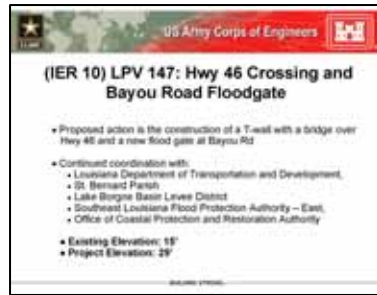 US Army Corps of Engineers
(IER 10) LPV 147: Hwy 46 Crossing and
Bayou Road Floodgate
• Proposed action is the construction of a T-wall with a bridge over
Hwy 46 and a new flood gate at Bayou Rd
• Continued coordination with:
• Louisiana Department of Transportation and Development,
• St. Bernard Parish
• Lake Borgne Basin Levee District
• Southeast Louisiana Flood Protection Authority – East,
• Office of Coastal Protection and Restoration Authority
• Existing Elevation: 15'
• Project Elevation: 29'
BUILDING STRONG